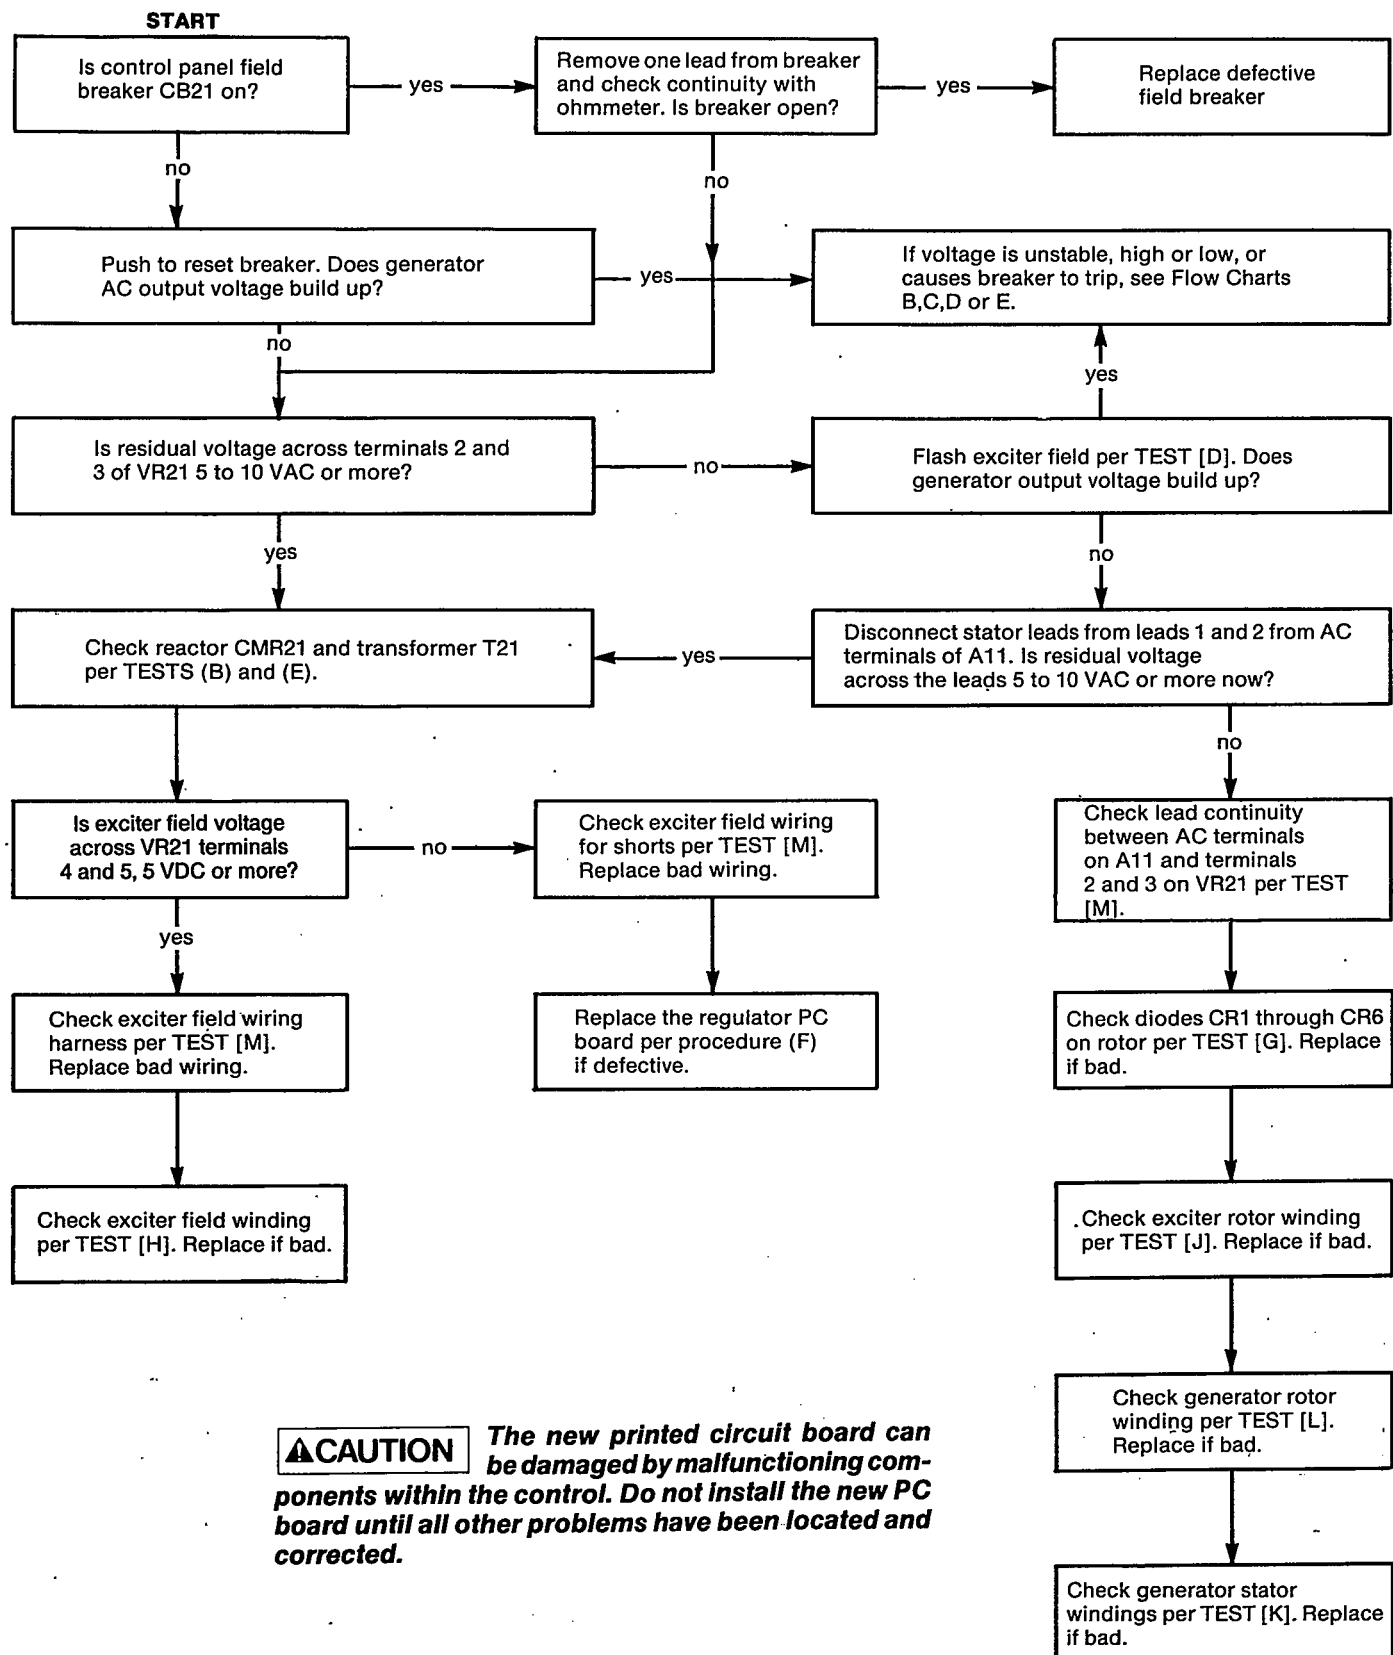 START
Is control panel field
breaker CB21 on?
yes
Remove one lead from breaker
and check continuity with
ohmmeter. Is breaker open?
yes
Replace defective
field breaker
no
no
Push to reset breaker. Does generator
AC output voltage build up?
yes
If voltage is unstable, high or low, or
causes breaker to trip, see Flow Charts
B,C,D or E.
no
yes
Is residual voltage across terminals 2 and
3 of VR21 5 to 10 VAC or more?
no
Flash exciter field per TEST [D]. Does
generator output voltage build up?
yes
no
Check reactor CMR21 and transformer T21
per TESTS (B) and (E).
yes
Disconnect stator leads from leads 1 and 2 from AC
terminals of A11. Is residual voltage
across the leads 5 to 10 VAC or more now?
no
Is exciter field voltage
across VR21 terminals
4 and 5, 5 VDC or more?
no
Check exciter field wiring
for shorts per TEST [M].
Replace bad wiring.
Check lead continuity
between AC terminals
on A11 and terminals
2 and 3 on VR21 per TEST
[M].
yes
Check exciter field wiring
harness per TEST [M].
Replace bad wiring.
Replace the regulator PC
board per procedure (F)
if defective.
Check diodes CR1 through CR6
on rotor per TEST [G]. Replace
if bad.
Check exciter field winding
per TEST [H]. Replace if bad.
Check exciter rotor winding
per TEST [J]. Replace if bad.
Check generator rotor
winding per TEST [L].
Replace if bad.
CAUTION The new printed circuit board can
be damaged by malfunctioning com-
ponents within the control. Do not install the new PC
board until all other problems have been located and
corrected.
Check generator stator
windings per TEST [K]. Replace
if bad.